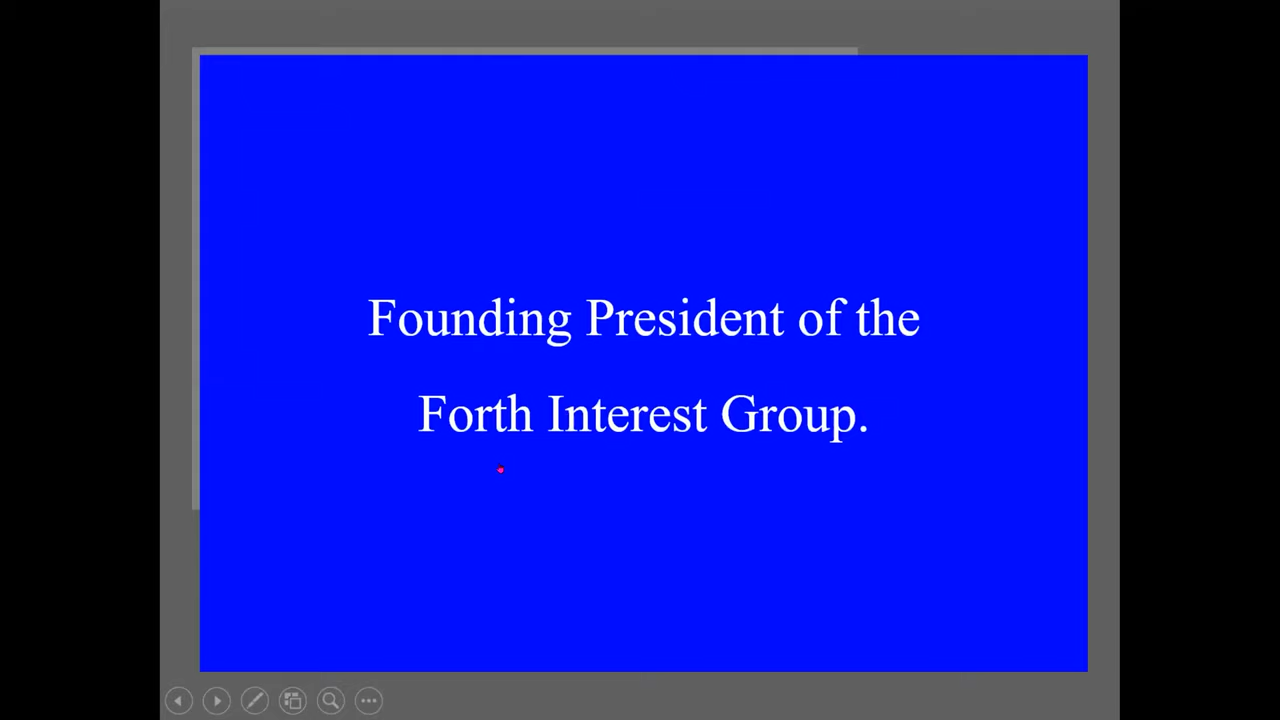 Founding President of the
Forth Interest Group.